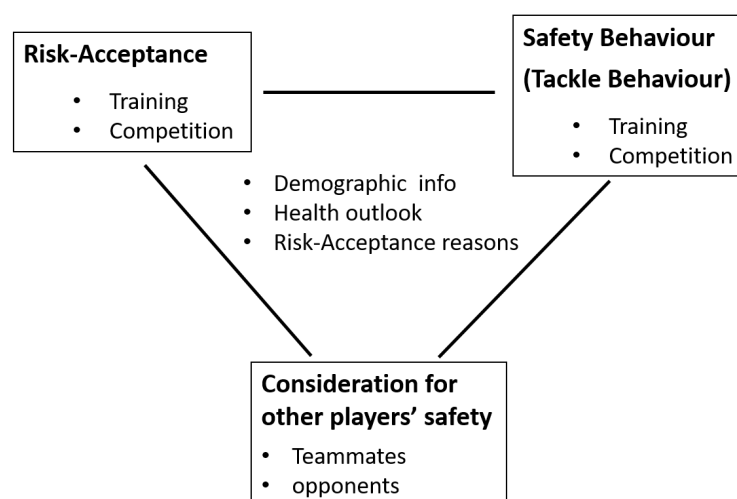 Risk-Acceptance
• Training
• Competition
Safety Behaviour
(Tackle Behaviour)
• Training
• Competition
• Demographic info
• Health outlook
• Risk-Acceptance reasons
Consideration for
other players’ safety
• Teammates
• opponents